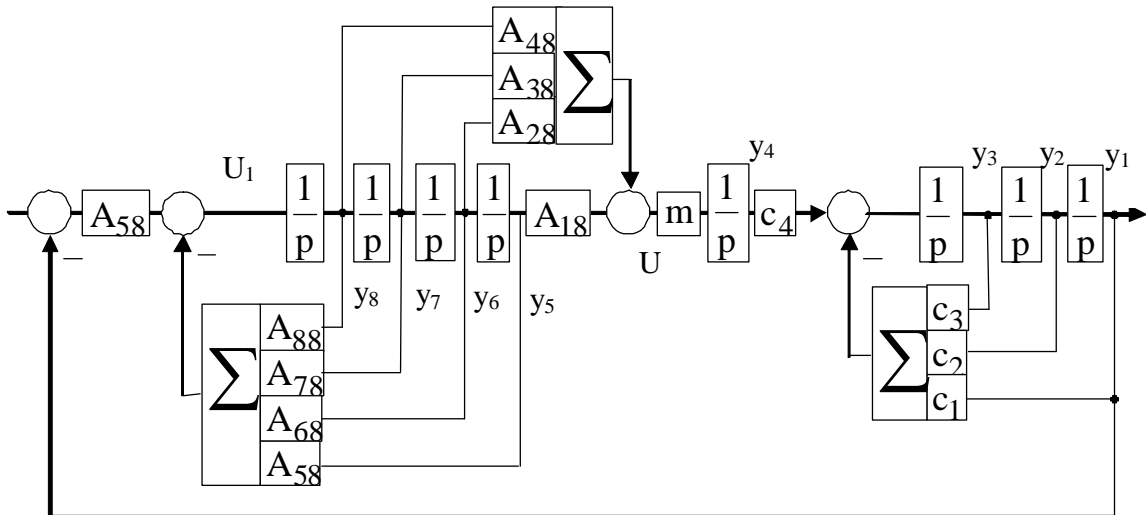 A48
A38 ∑
A28
y4 y3 y2 y1
U1
1/p 1/p 1/p 1/p 1/p 1/p 1/p 1/p
A58 A18 m c4
− − −
U
y8 y7 y6 y5
A88
A78
∑
A68
A58
c3
∑ c2
c1